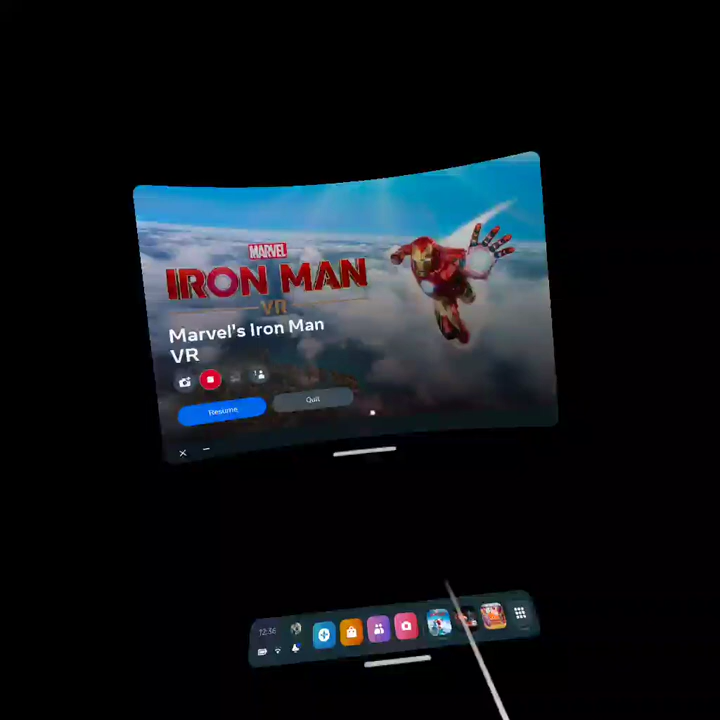 MARVEL
IRON MAN
VR
Marvel's Iron Man
VR
Resume
Quit
12:36